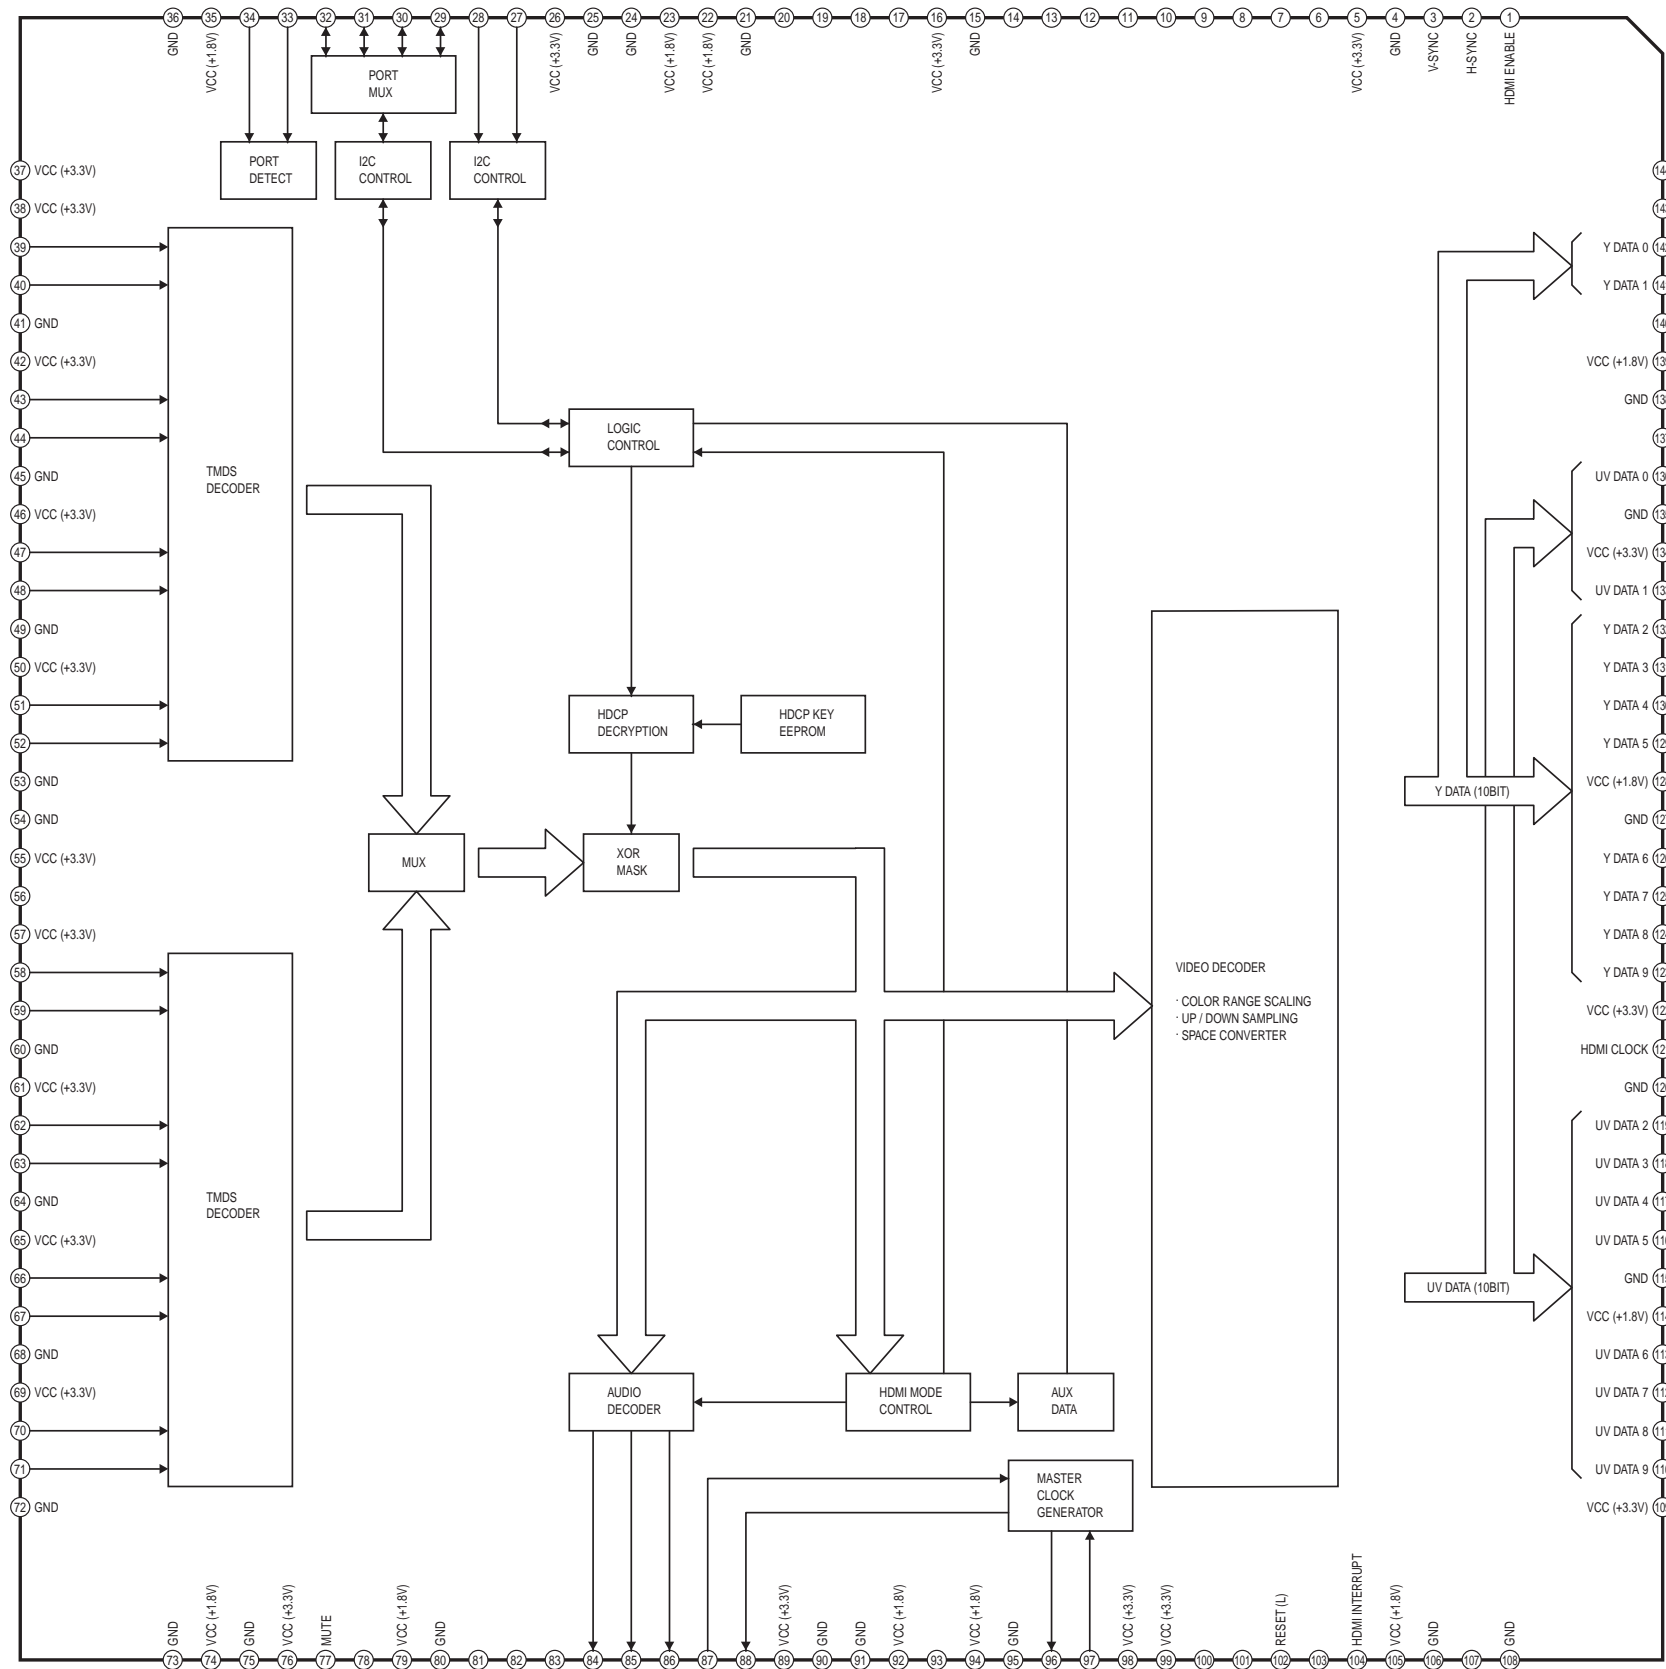 36 35 34 33 32 31 30 29 28 27 26 25 24 23 22 21 20 19 18 17 16 15 14 13 12 11 10 9 8 7 6 5 4 3 2 1
GND
VCC (+1.8V)
VCC (+3.3V)
GND
GND
VCC (+1.8V)
VCC (+1.8V)
GND
VCC (+3.3V)
GND
VCC (+3.3V)
GND
V-SYNC
H-SYNC
HDMI ENABLE
PORT
MUX
PORT
DETECT
I2C
CONTROL
I2C
CONTROL
37 VCC (+3.3V)
38 VCC (+3.3V)
39
40
41 GND
42 VCC (+3.3V)
43
44
45 GND
46 VCC (+3.3V)
47
48
49 GND
50 VCC (+3.3V)
51
52
53 GND
54 GND
55 VCC (+3.3V)
56
57 VCC (+3.3V)
58
59
60 GND
61 VCC (+3.3V)
62
63
64 GND
65 VCC (+3.3V)
66
67
68 GND
69 VCC (+3.3V)
70
71
72 GND
TMDS
DECODER
TMDS
DECODER
LOGIC
CONTROL
HDCP
DECRYPTION
HDCP KEY
EEPROM
MUX
XOR
MASK
VIDEO DECODER
· COLOR RANGE SCALING
· UP / DOWN SAMPLING
· SPACE CONVERTER
AUDIO
DECODER
HDMI MODE
CONTROL
AUX
DATA
MASTER
CLOCK
GENERATOR
Y DATA (10BIT)
UV DATA (10BIT)
Y DATA 0
Y DATA 1
VCC (+1.8V)
GND
UV DATA 0
GND
VCC (+3.3V)
UV DATA 1
Y DATA 2
Y DATA 3
Y DATA 4
Y DATA 5
VCC (+1.8V)
GND
Y DATA 6
Y DATA 7
Y DATA 8
Y DATA 9
VCC (+3.3V)
HDMI CLOCK
GND
UV DATA 2
UV DATA 3
UV DATA 4
UV DATA 5
GND
VCC (+1.8V)
UV DATA 6
UV DATA 7
UV DATA 8
UV DATA 9
VCC (+3.3V)
GND
VCC (+1.8V)
GND
VCC (+3.3V)
MUTE
VCC (+1.8V)
GND
VCC (+3.3V)
GND
GND
VCC (+1.8V)
VCC (+1.8V)
GND
VCC (+3.3V)
VCC (+3.3V)
RESET (L)
HDMI INTERRUPT
VCC (+1.8V)
GND
GND
73 74 75 76 77 78 79 80 81 82 83 84 85 86 87 88 89 90 91 92 93 94 95 96 97 98 99 100 101 102 103 104 105 106 107 108